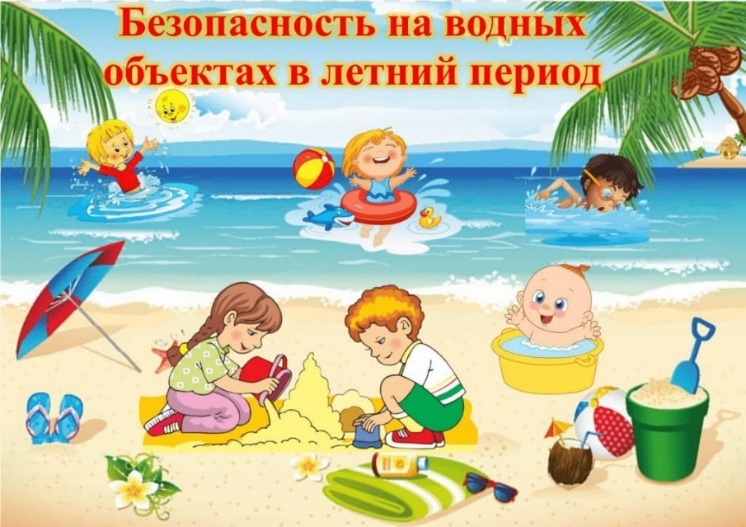 Безопасность на водных
объектах в летний период